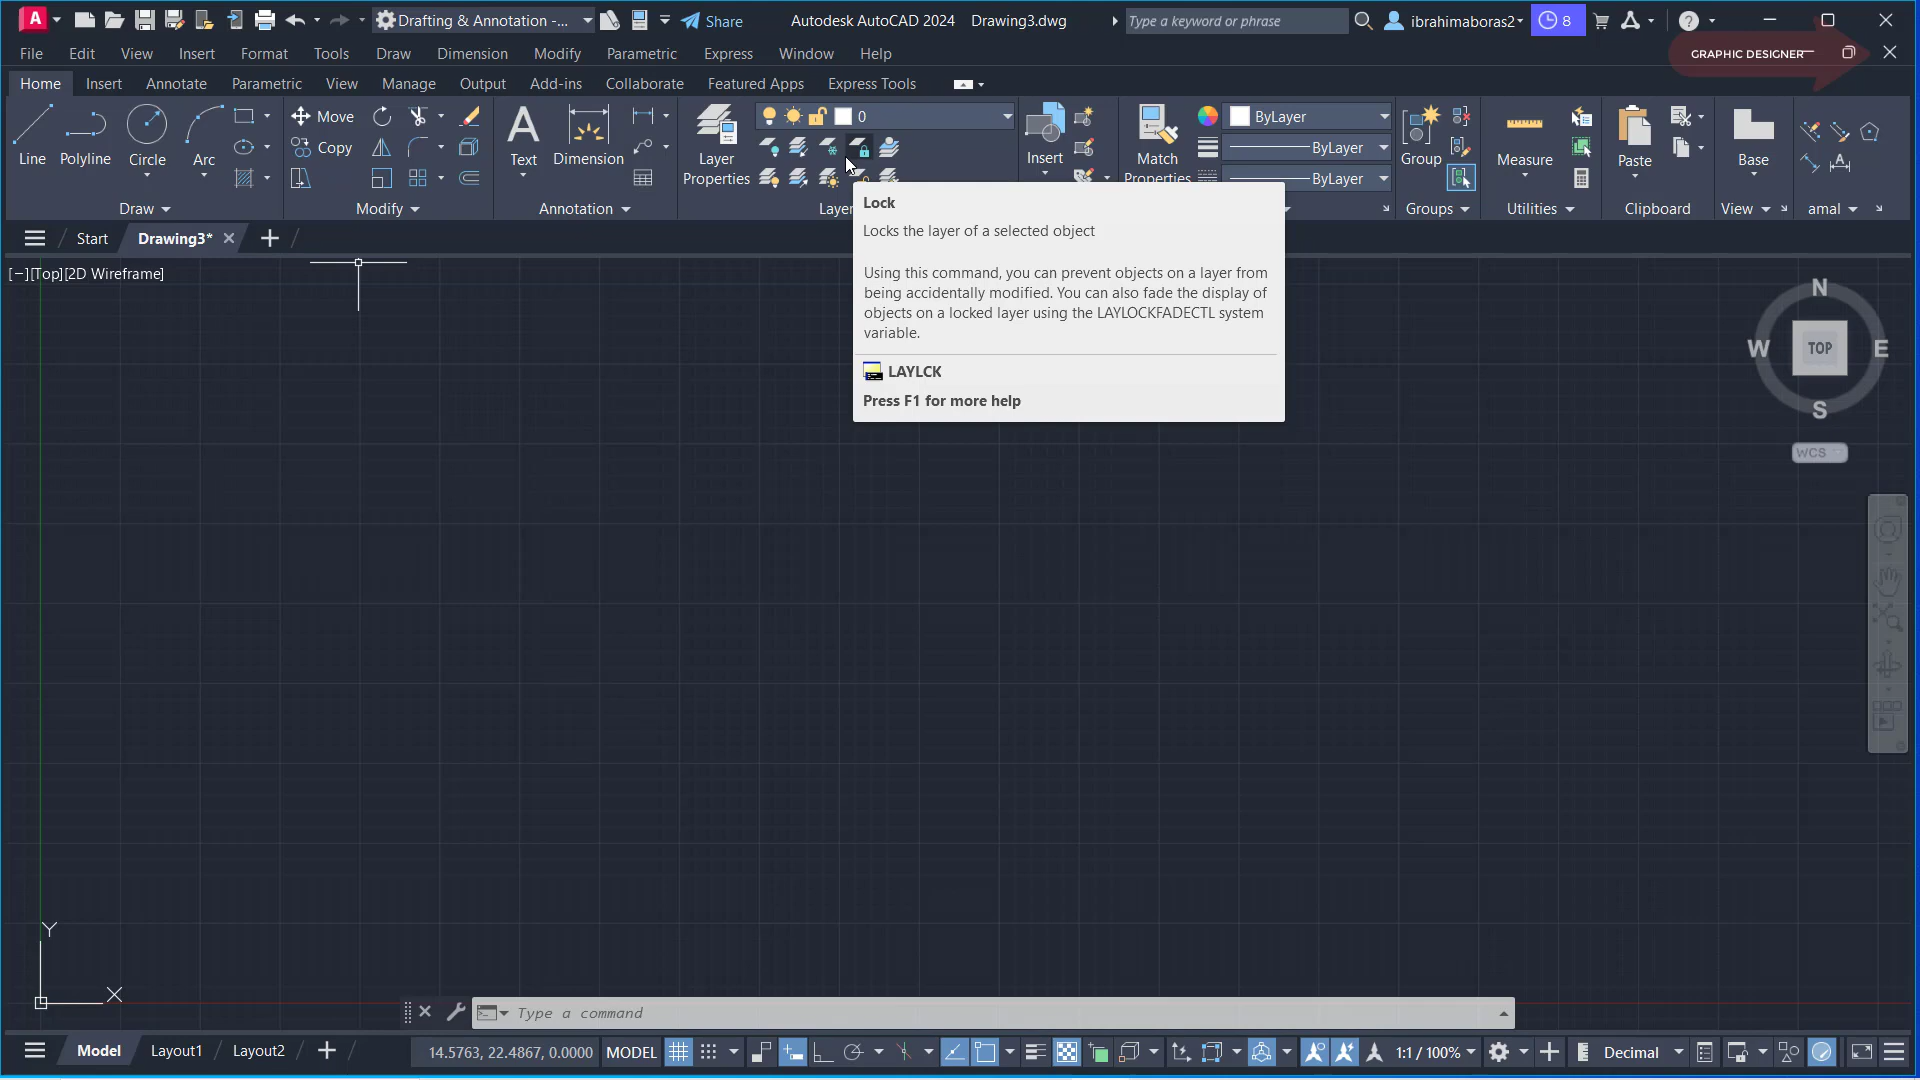 Drafting & Annotation -...
Share
Autodesk AutoCAD 2024 Drawing3.dwg
Type a keyword or phrase
ibrahimaboras2
8
File Edit View Insert Format Tools Draw Dimension Modify Parametric Express Window Help
GRAPHIC DESIGNER
Home Insert Annotate Parametric View Manage Output Add-ins Collaborate Featured Apps Express Tools
0
ByLayer
Line Polyline Circle Arc
Move
Copy
Text Dimension
Layer
Properties
Insert
Match
Properties
ByLayer
ByLayer
Group
Measure
Paste
Base
Draw Modify Annotation Layer Groups Utilities Clipboard View amal
Start Drawing3*
[−][Top][2D Wireframe]
Lock
Locks the layer of a selected object
Using this command, you can prevent objects on a layer from
being accidentally modified. You can also fade the display of
objects on a locked layer using the LAYLOCKFADECTL system
variable.
LAYLCK
Press F1 for more help
N
W TOP E
S
WCS
Y
X
Type a command
Model Layout1 Layout2
14.5763, 22.4867, 0.0000 MODEL
1:1 / 100%
Decimal